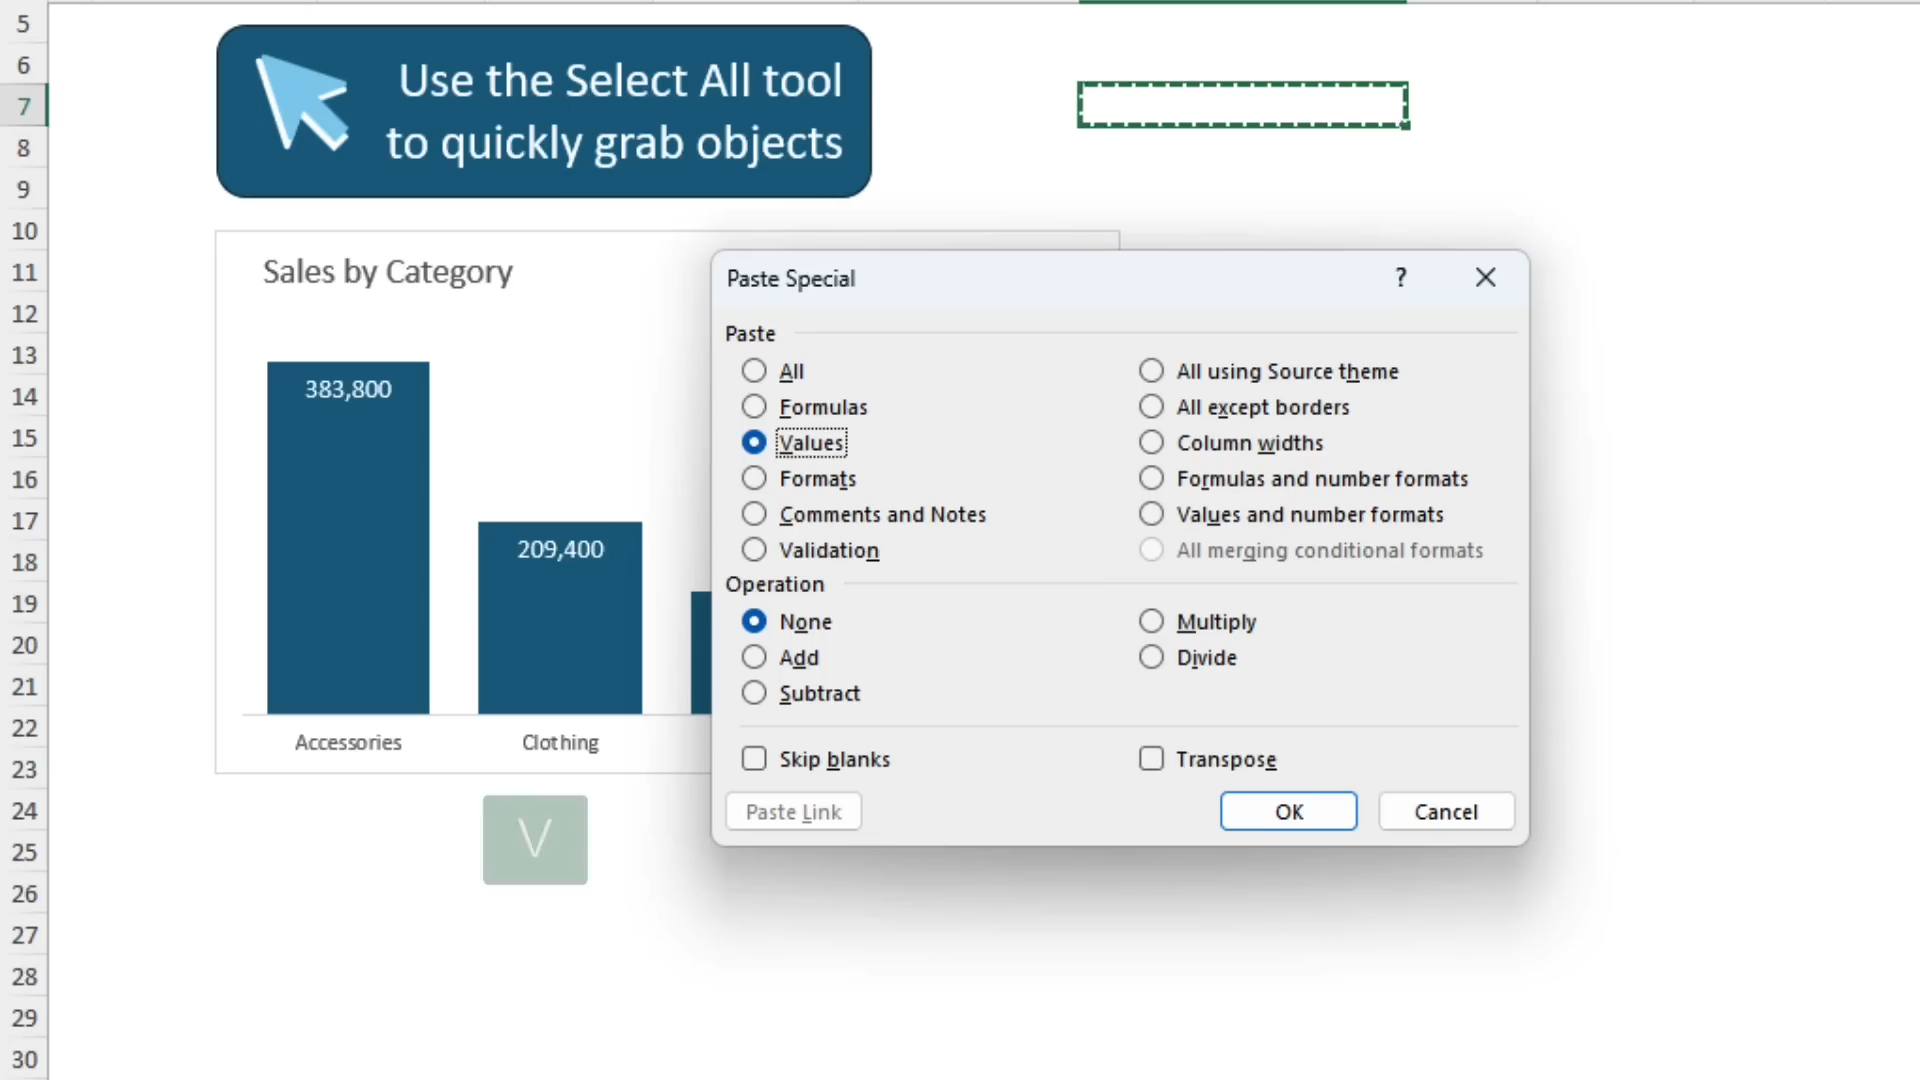 5
6
7
8
9
10
11
12
13
14
15
16
17
18
19
20
21
22
23
24
25
26
27
28
29
30
Use the Select All tool
to quickly grab objects
Sales by Category
383,800
209,400
Accessories
Clothing
V
Paste Special
?
Paste
All
Formulas
Values
Formats
Comments and Notes
Validation
All using Source theme
All except borders
Column widths
Formulas and number formats
Values and number formats
All merging conditional formats
Operation
None
Add
Subtract
Multiply
Divide
Skip blanks
Transpose
Paste Link
OK
Cancel